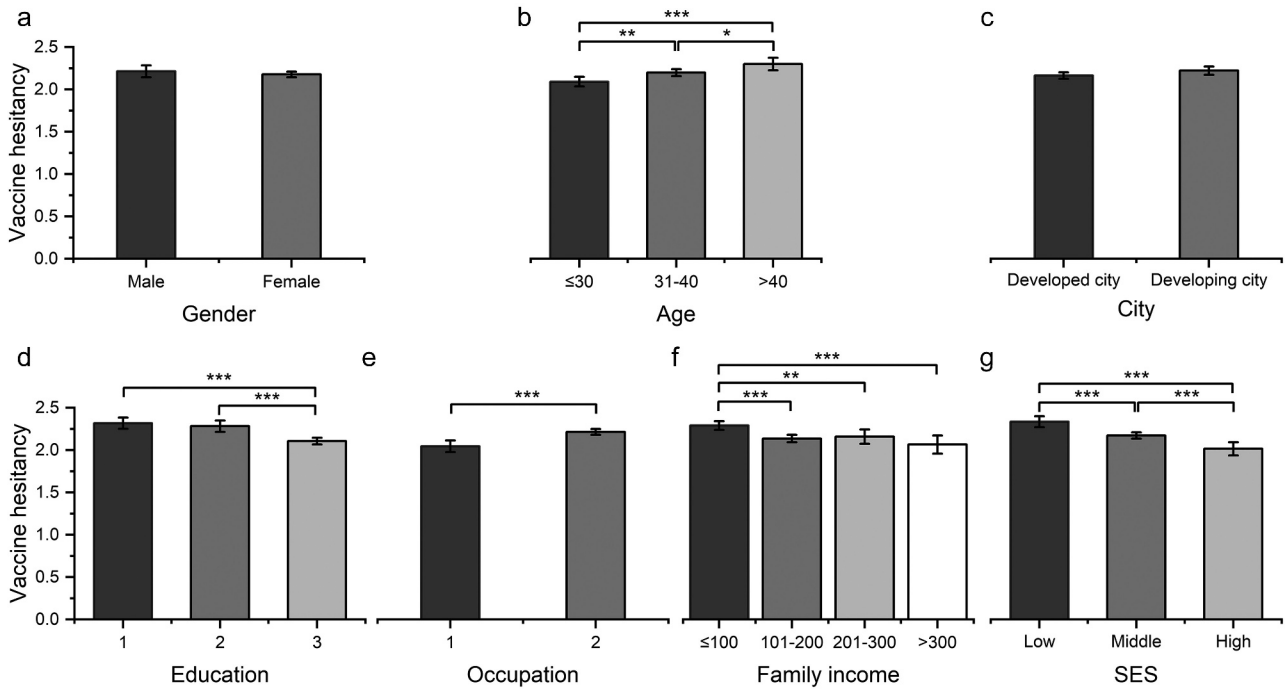 a
b
c
***
** *
Vaccine hesitancy
2.5
2.0
1.5
1.0
0.5
0.0
Male Female
Gender
≤30 31-40 >40
Age
Developed city Developing city
City
d
e
f
g
***
***
***
***
**
***
***
*** ***
Vaccine hesitancy
2.5
2.0
1.5
1.0
0.5
0.0
1 2 3
Education
1 2
Occupation
≤100 101-200 201-300 >300
Family income
Low Middle High
SES